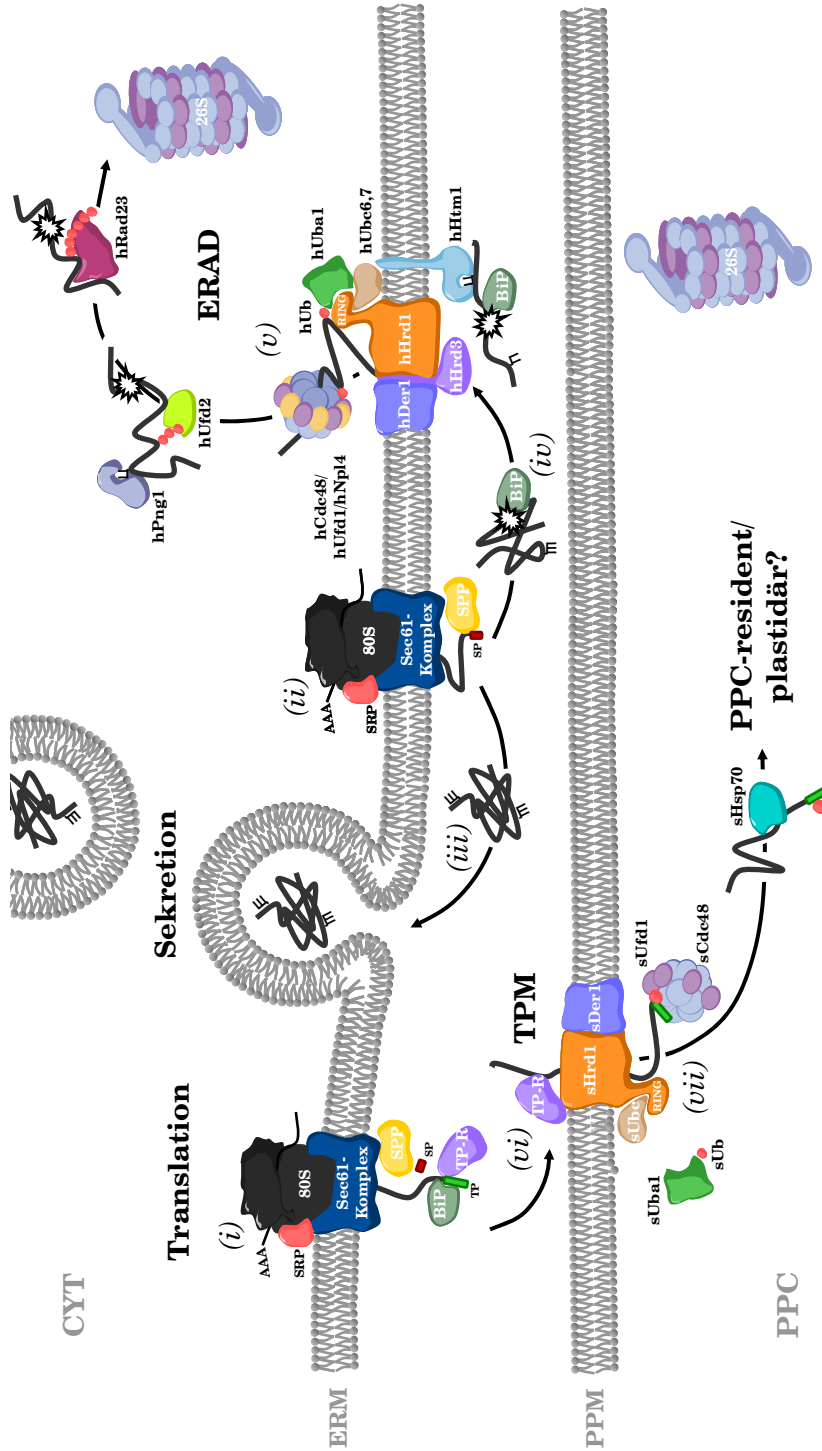 CYT
Translation
(i)
AAA
SRP
80S
Sec61-
Komplex
SPP
SP
BiP
TP-R
TP
ERM
Sekretion
(ii)
AAA
SRP
80S
Sec61-
Komplex
SPP
SP
(iii)
(iv)
BiP
hCdc48/
hUfd1/hNpl4
(v)
ERAD
hPng1
hUfd2
hRad23
26S
hUb
hUba1
RING
hUbc6,7
hDer1
hHrd1
hHrd3
hHtm1
BiP
(vi)
TPM
TP-R
PPM
sHrd1
sDer1
sUbc
RING
(vii)
sUba1
sUb
sUfd1
sCdc48
sHsp70
PPC-resident/
plastidär?
26S
PPC